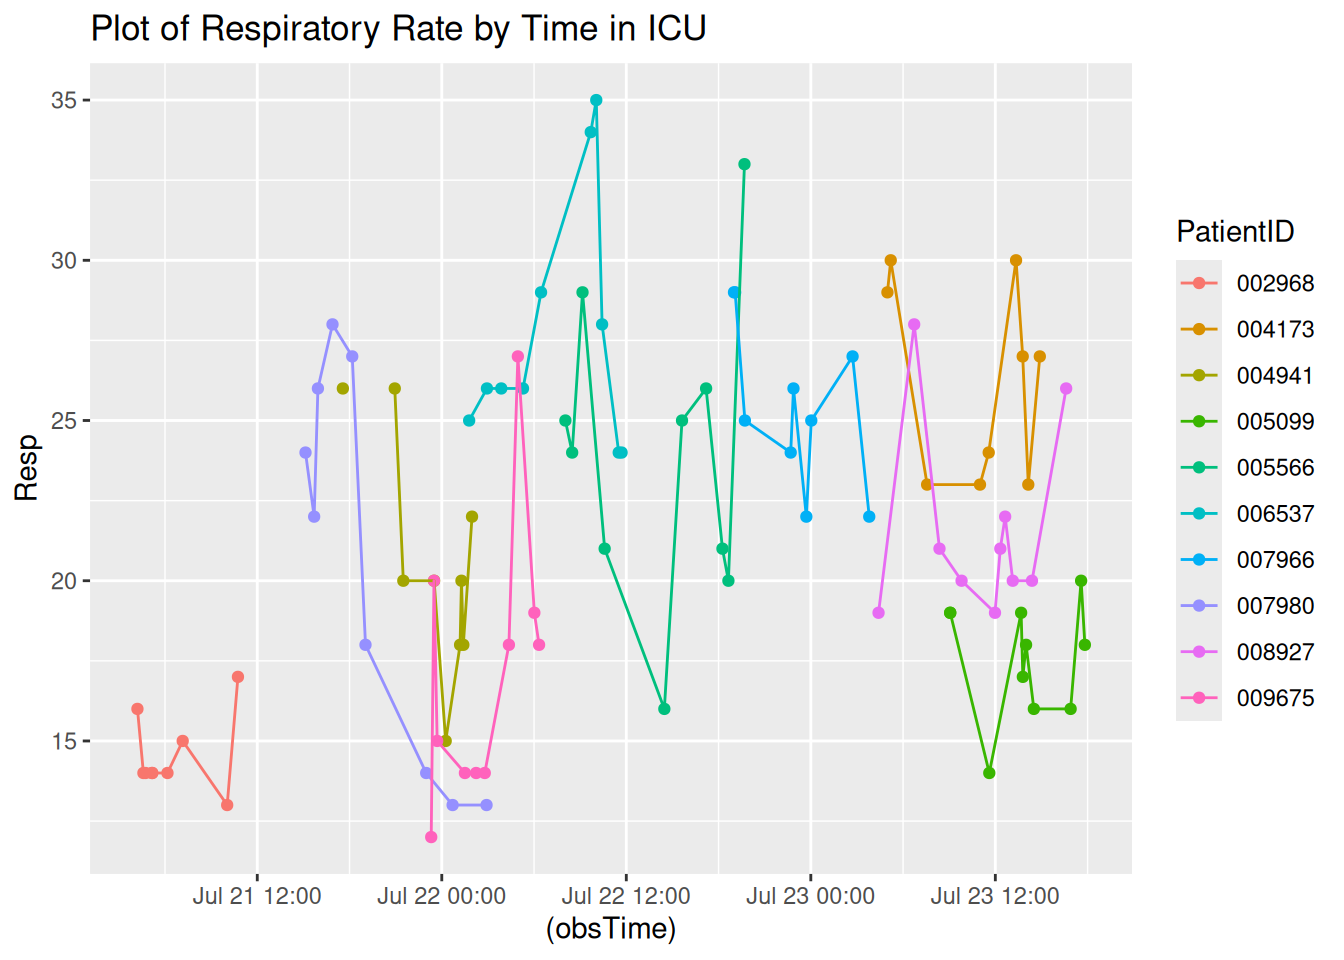 Plot of Respiratory Rate by Time in ICU
35
30
25
20
15
Resp
Jul 21 12:00
Jul 22 00:00
Jul 22 12:00
Jul 23 00:00
Jul 23 12:00
(obsTime)
PatientID
002968
004173
004941
005099
005566
006537
007966
007980
008927
009675